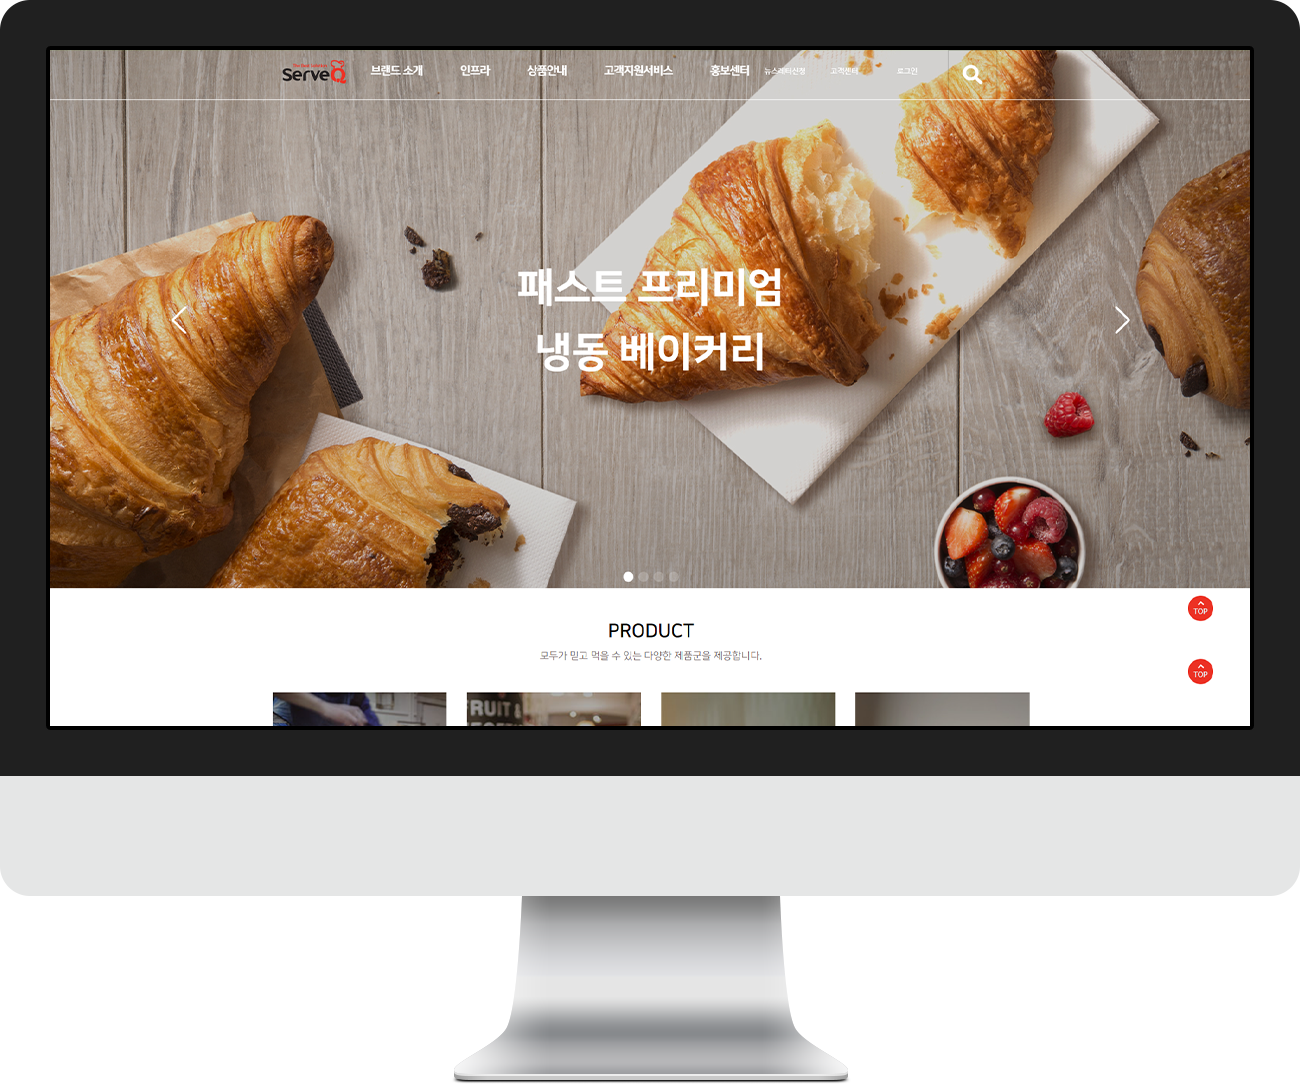 ServeQ
브랜드 소개 인프라 상품안내 고객지원서비스 홍보센터 뉴스레터신청 고객센터 로그인
패스트 프리미엄
냉동 베이커리
PRODUCT
모두가 믿고 먹을 수 있는 다양한 제품군을 제공합니다.
TOP
TOP
RUIT &